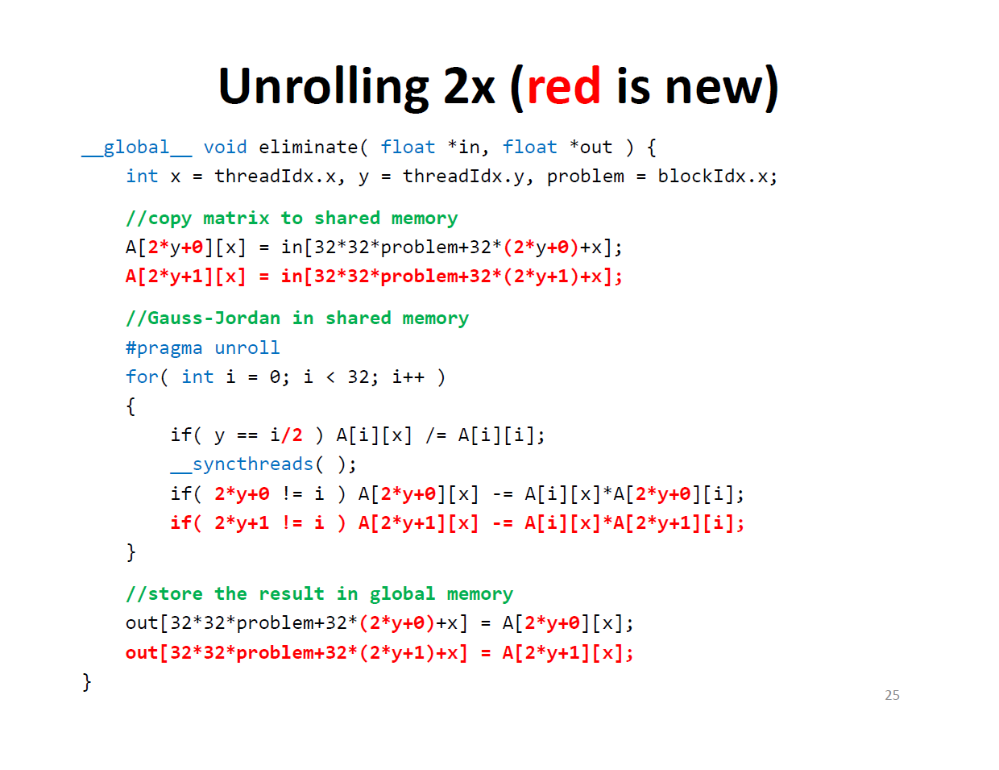 Unrolling 2x (red is new)
__global__ void eliminate( float *in, float *out ) {
    int x = threadIdx.x, y = threadIdx.y, problem = blockIdx.x;
    //copy matrix to shared memory
    A[2*y+0][x] = in[32*32*problem+32*(2*y+0)+x];
    A[2*y+1][x] = in[32*32*problem+32*(2*y+1)+x];
    //Gauss-Jordan in shared memory
    #pragma unroll
    for( int i = 0; i < 32; i++ )
    {
        if( y == i/2 ) A[i][x] /= A[i][i];
        __syncthreads( );
        if( 2*y+0 != i ) A[2*y+0][x] -= A[i][x]*A[2*y+0][i];
        if( 2*y+1 != i ) A[2*y+1][x] -= A[i][x]*A[2*y+1][i];
    }
    //store the result in global memory
    out[32*32*problem+32*(2*y+0)+x] = A[2*y+0][x];
    out[32*32*problem+32*(2*y+1)+x] = A[2*y+1][x];
}
25